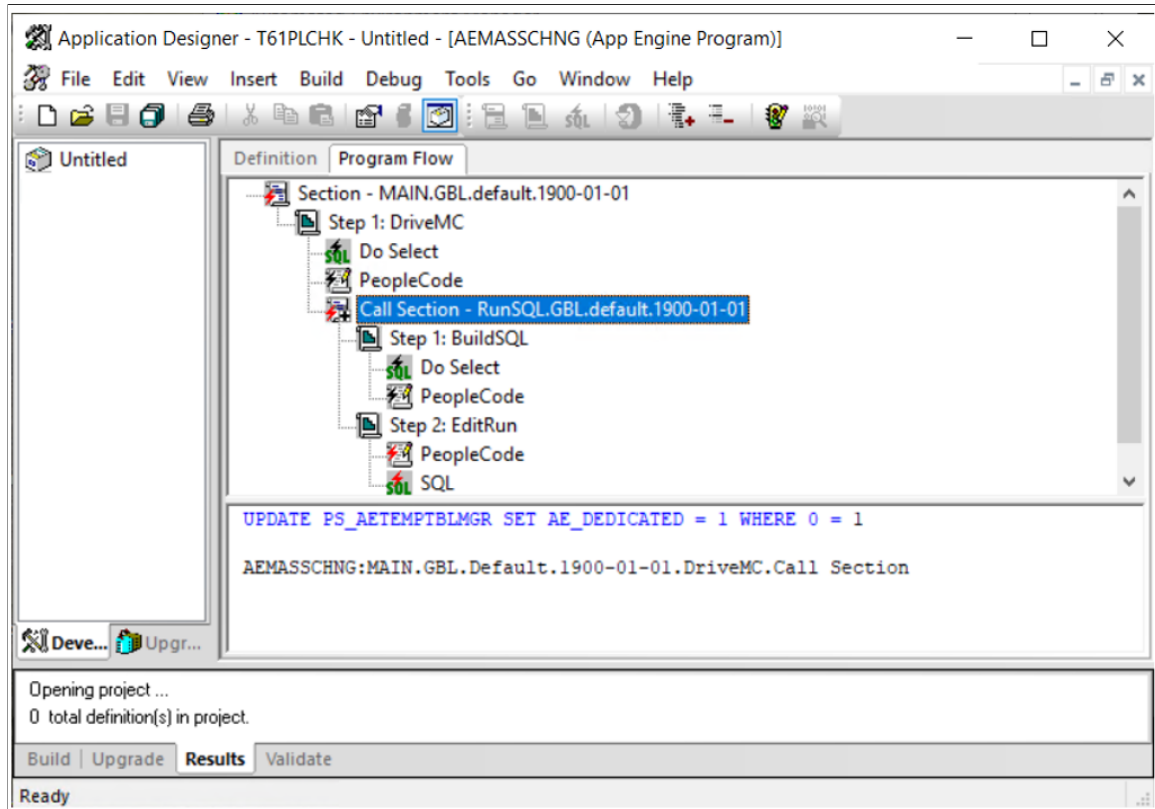 Application Designer - T61PLCHK - Untitled - [AEMASSCHNG (App Engine Program)]
File Edit View Insert Build Debug Tools Go Window Help
Untitled
Definition Program Flow
Section - MAIN.GBL.default.1900-01-01
Step 1: DriveMC
SQL Do Select
PeopleCode
Call Section - RunSQL.GBL.default.1900-01-01
Step 1: BuildSQL
SQL Do Select
PeopleCode
Step 2: EditRun
PeopleCode
SQL SQL
UPDATE PS_AETEMPTBLMGR SET AE_DEDICATED = 1 WHERE 0 = 1
AEMASSCHNG:MAIN.GBL.Default.1900-01-01.DriveMC.Call Section
Deve... Upgr...
Opening project ...
0 total definition(s) in project.
Build Upgrade Results Validate
Ready